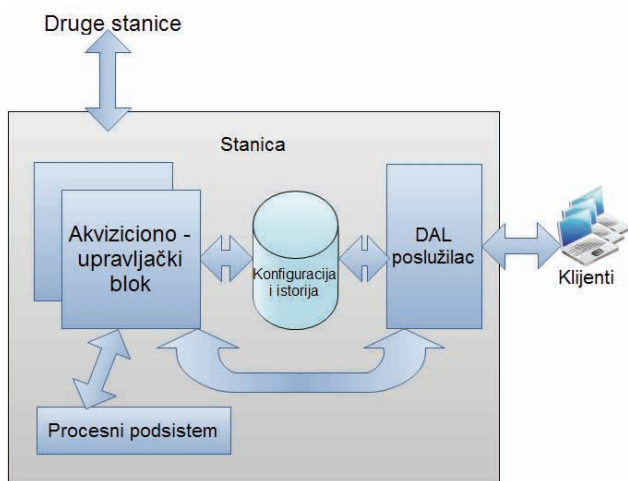 Druge stanice
Stanica
Akviziciono -
upravljački
blok
Konfiguracija
i istorija
DAL
poslužilac
Klijenti
Procesni podsistem